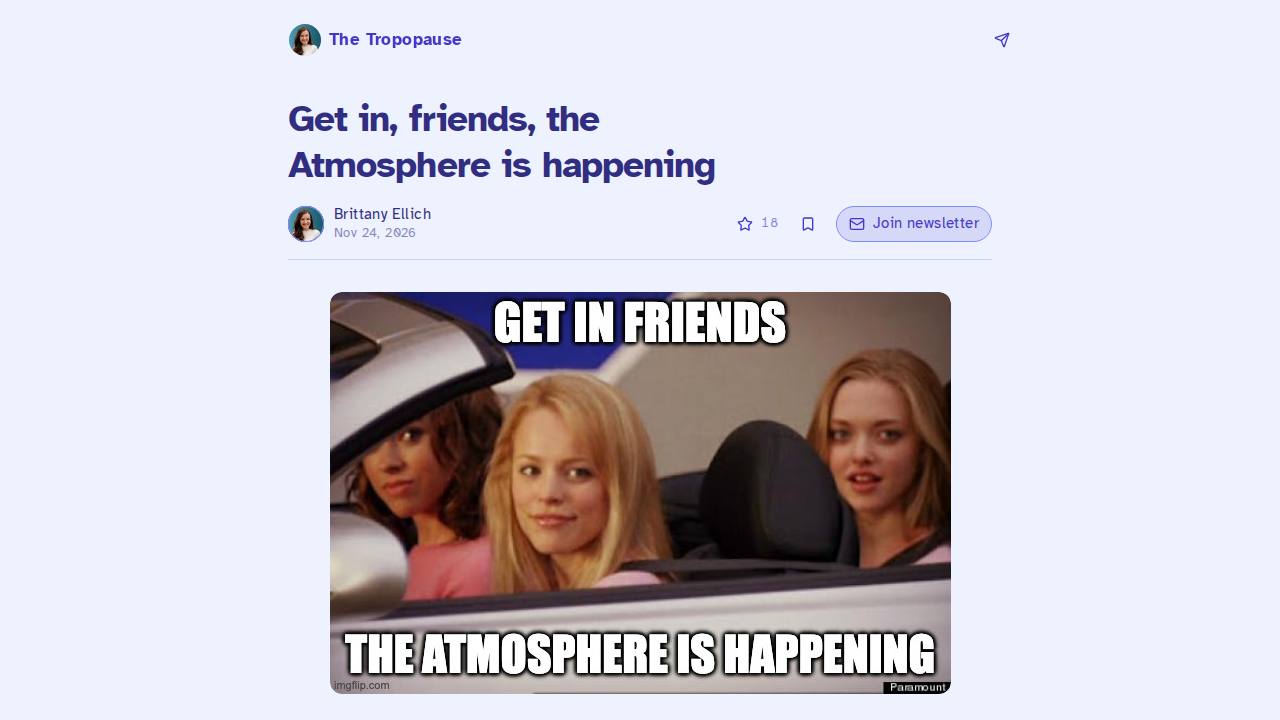 The Tropopause
Get in, friends, the
Atmosphere is happening
Brittany Ellich
Nov 24, 2026
18
Join newsletter
GET IN FRIENDS
THE ATMOSPHERE IS HAPPENING
imgflip.com
Paramount